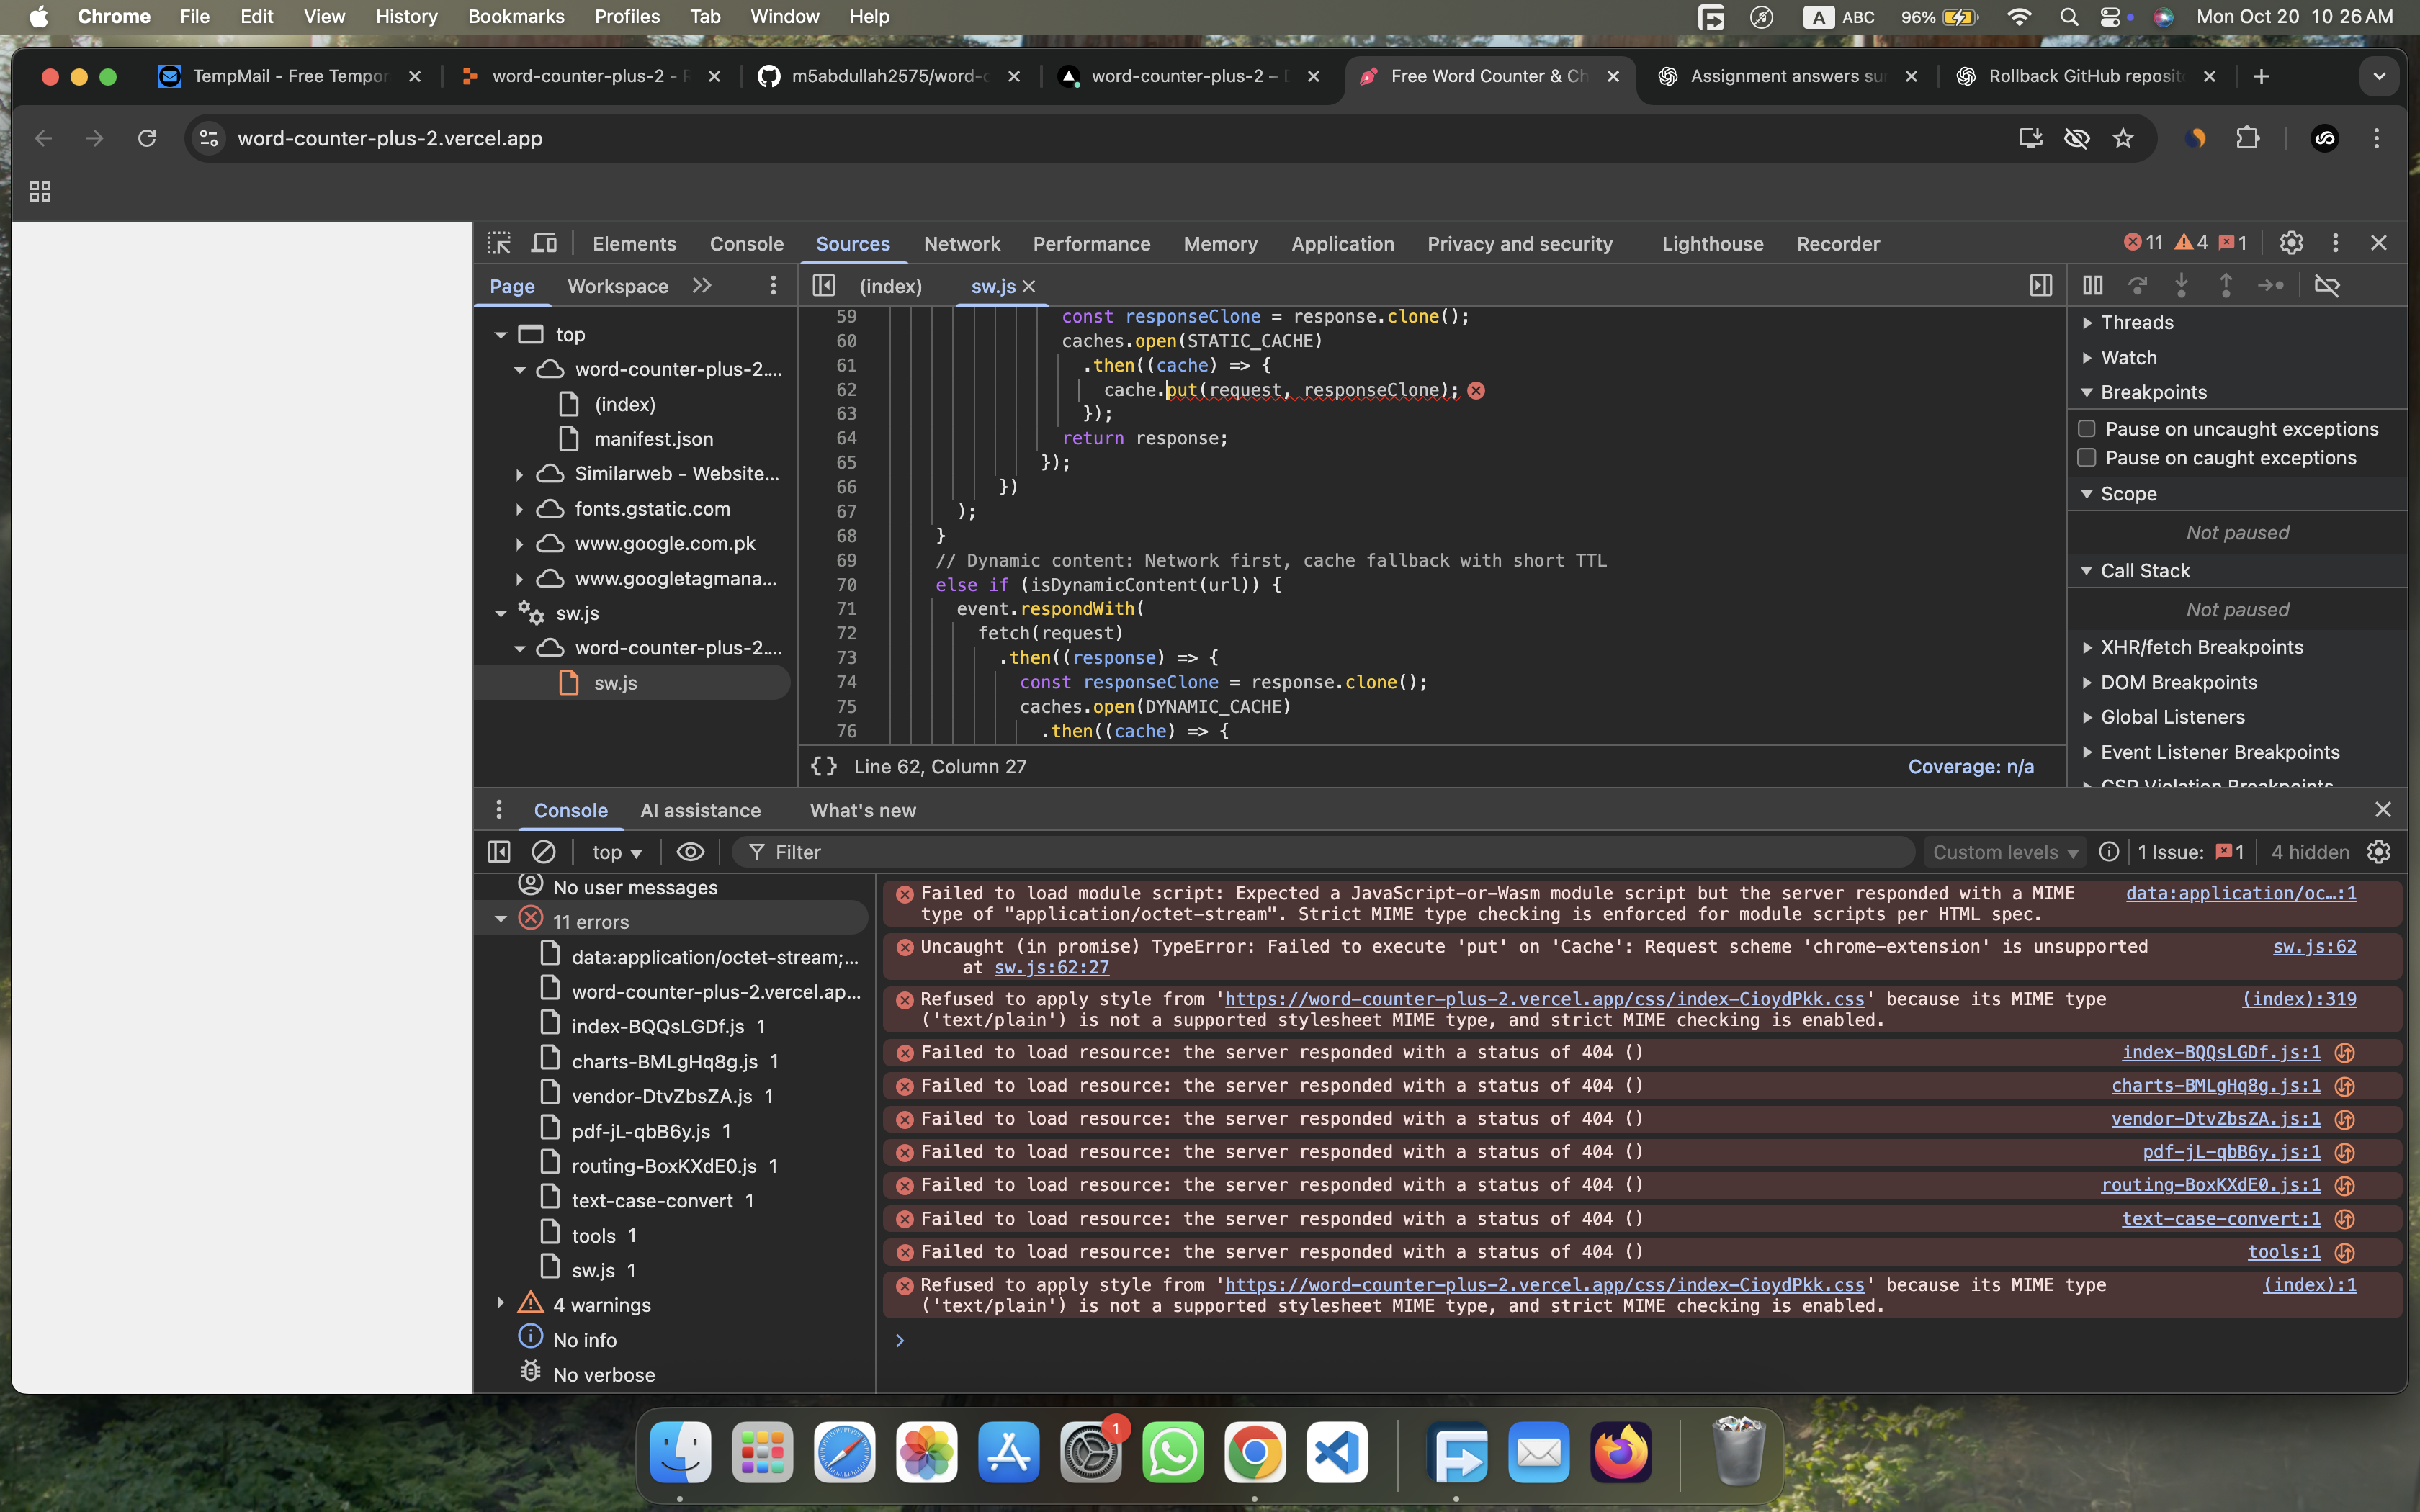 Chrome File Edit View History Bookmarks Profiles Tab Window Help A ABC 96% Mon Oct 20 10 26 AM
TempMail - Free Tempor word-counter-plus-2 - R m5abdullah2575/word-c word-counter-plus-2 – D Free Word Counter & Ch Assignment answers su Rollback GitHub reposit
word-counter-plus-2.vercel.app
Elements Console Sources Network Performance Memory Application Privacy and security Lighthouse Recorder 11 4 1
Page Workspace
(index) sw.js
top
word-counter-plus-2....
(index)
manifest.json
Similarweb - Website...
fonts.gstatic.com
www.google.com.pk
www.googletagmana...
sw.js
word-counter-plus-2....
sw.js
59 const responseClone = response.clone();
60 caches.open(STATIC_CACHE)
61 .then((cache) => {
62 cache.put(request, responseClone);
63 });
64 return response;
65 });
66 })
67 );
68 }
69 // Dynamic content: Network first, cache fallback with short TTL
70 else if (isDynamicContent(url)) {
71 event.respondWith(
72 fetch(request)
73 .then((response) => {
74 const responseClone = response.clone();
75 caches.open(DYNAMIC_CACHE)
76 .then((cache) => {
{} Line 62, Column 27 Coverage: n/a
Threads
Watch
Breakpoints
Pause on uncaught exceptions
Pause on caught exceptions
Scope
Not paused
Call Stack
Not paused
XHR/fetch Breakpoints
DOM Breakpoints
Global Listeners
Event Listener Breakpoints
CSP Violation Breakpoints
Console AI assistance What's new
top Filter Custom levels 1 Issue: 1 4 hidden
No user messages
11 errors
data:application/octet-stream;...
word-counter-plus-2.vercel.ap...
index-BQQsLGDf.js 1
charts-BMLgHq8g.js 1
vendor-DtvZbsZA.js 1
pdf-jL-qbB6y.js 1
routing-BoxKXdE0.js 1
text-case-convert 1
tools 1
sw.js 1
4 warnings
No info
No verbose
Failed to load module script: Expected a JavaScript-or-Wasm module script but the server responded with a MIME data:application/oc…:1
type of "application/octet-stream". Strict MIME type checking is enforced for module scripts per HTML spec.
Uncaught (in promise) TypeError: Failed to execute 'put' on 'Cache': Request scheme 'chrome-extension' is unsupported sw.js:62
at sw.js:62:27
Refused to apply style from 'https://word-counter-plus-2.vercel.app/css/index-CioydPkk.css' because its MIME type (index):319
('text/plain') is not a supported stylesheet MIME type, and strict MIME checking is enabled.
Failed to load resource: the server responded with a status of 404 () index-BQQsLGDf.js:1
Failed to load resource: the server responded with a status of 404 () charts-BMLgHq8g.js:1
Failed to load resource: the server responded with a status of 404 () vendor-DtvZbsZA.js:1
Failed to load resource: the server responded with a status of 404 () pdf-jL-qbB6y.js:1
Failed to load resource: the server responded with a status of 404 () routing-BoxKXdE0.js:1
Failed to load resource: the server responded with a status of 404 () text-case-convert:1
Failed to load resource: the server responded with a status of 404 () tools:1
Refused to apply style from 'https://word-counter-plus-2.vercel.app/css/index-CioydPkk.css' because its MIME type (index):1
('text/plain') is not a supported stylesheet MIME type, and strict MIME checking is enabled.
1